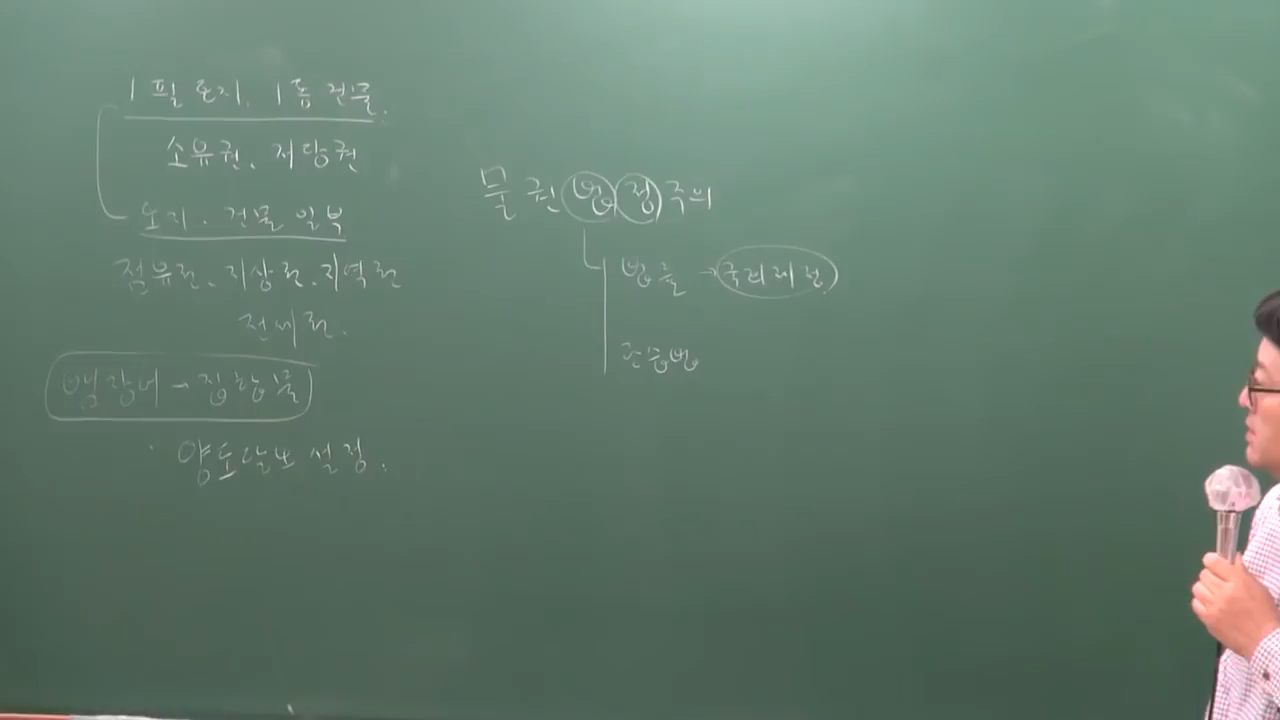 1필 토지, 1동 건물.
소유권, 저당권
토지 · 건물 일부
점유권, 지상권, 지역권
전세권.
뱀장어 → 집합물
양도담보 설정.
물권법정주의
법률 → 국회제정
관습법